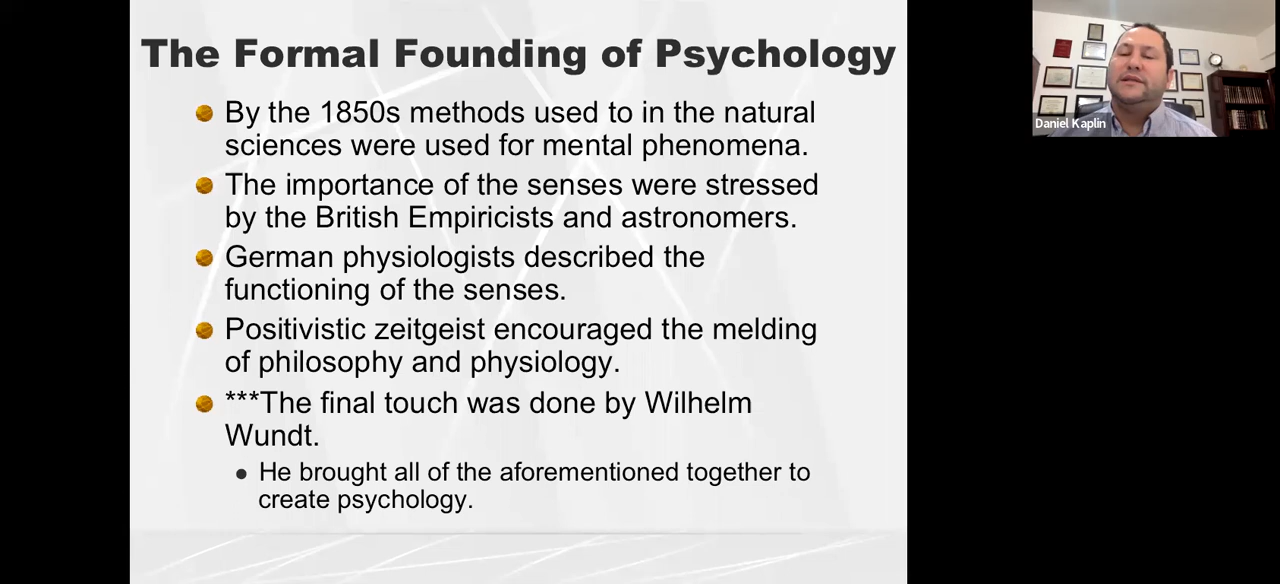 The Formal Founding of Psychology
By the 1850s methods used to in the natural
sciences were used for mental phenomena.
The importance of the senses were stressed
by the British Empiricists and astronomers.
German physiologists described the
functioning of the senses.
Positivistic zeitgeist encouraged the melding
of philosophy and physiology.
***The final touch was done by Wilhelm
Wundt.
He brought all of the aforementioned together to
create psychology.
Daniel Kaplin